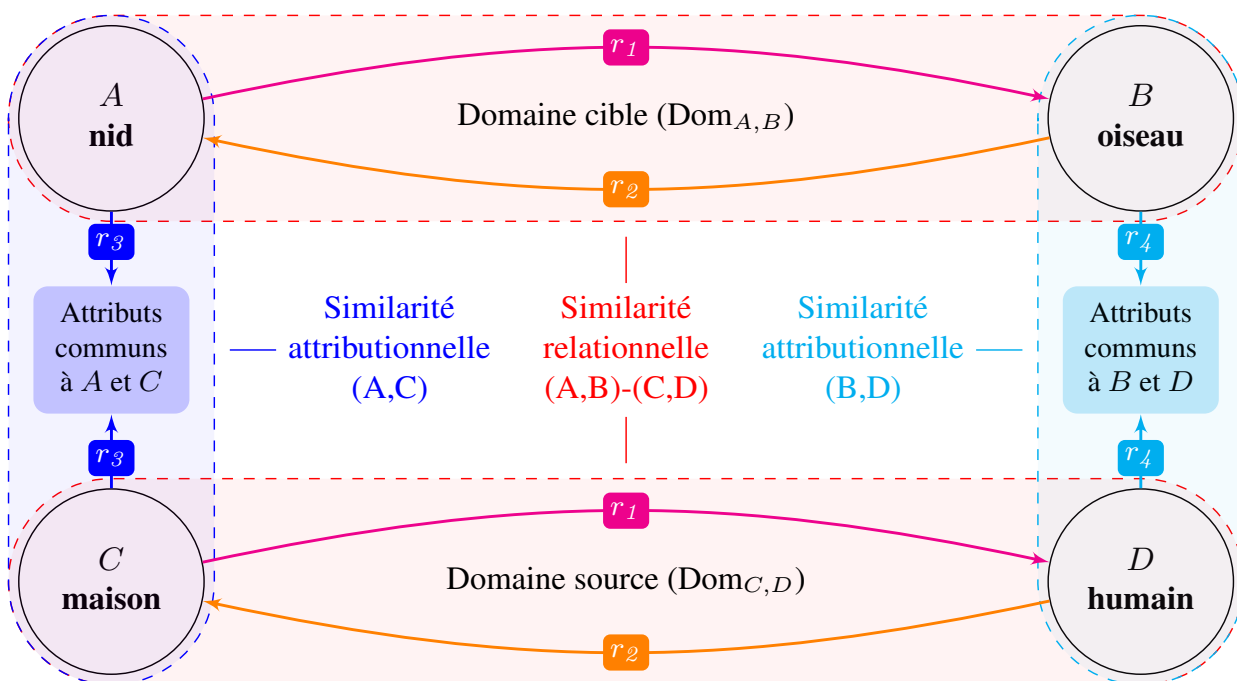 r1
A
nid
Domaine cible (Dom_{A,B})
B
oiseau
r2
r3
r4
Attributs
communs
à A et C
Similarité
attributionnelle
(A,C)
Similarité
relationnelle
(A,B)-(C,D)
Similarité
attributionnelle
(B,D)
Attributs
communs
à B et D
r3
r4
r1
C
maison
Domaine source (Dom_{C,D})
D
humain
r2